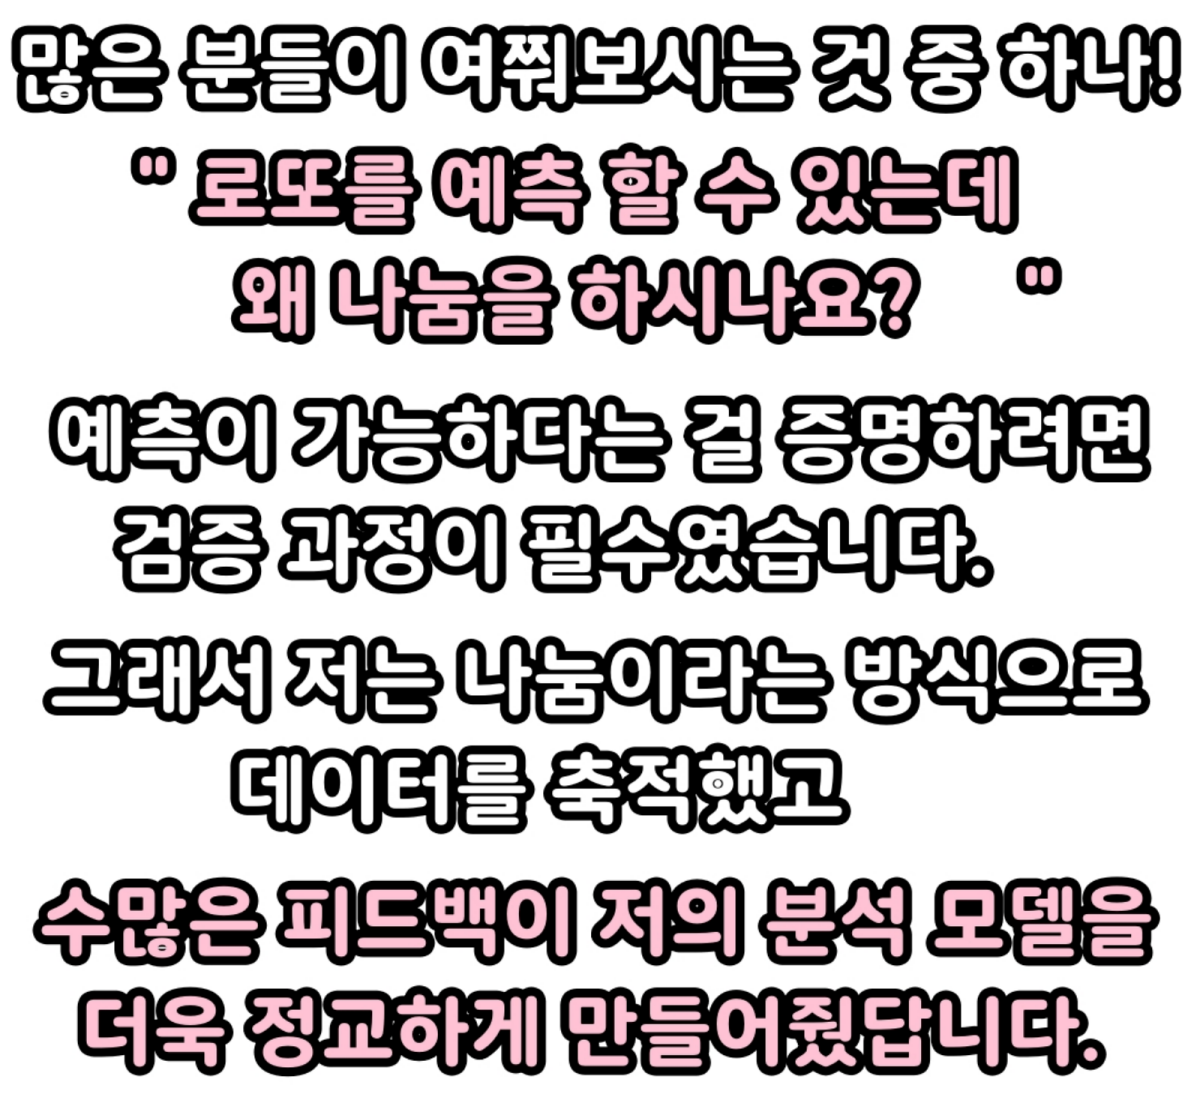 많은 분들이 여쭤보시는 것 중 하나!
" 로또를 예측 할 수 있는데
왜 나눔을 하시나요? "
예측이 가능하다는 걸 증명하려면
검증 과정이 필수였습니다.
그래서 저는 나눔이라는 방식으로
데이터를 축적했고
수많은 피드백이 저의 분석 모델을
더욱 정교하게 만들어줬답니다.